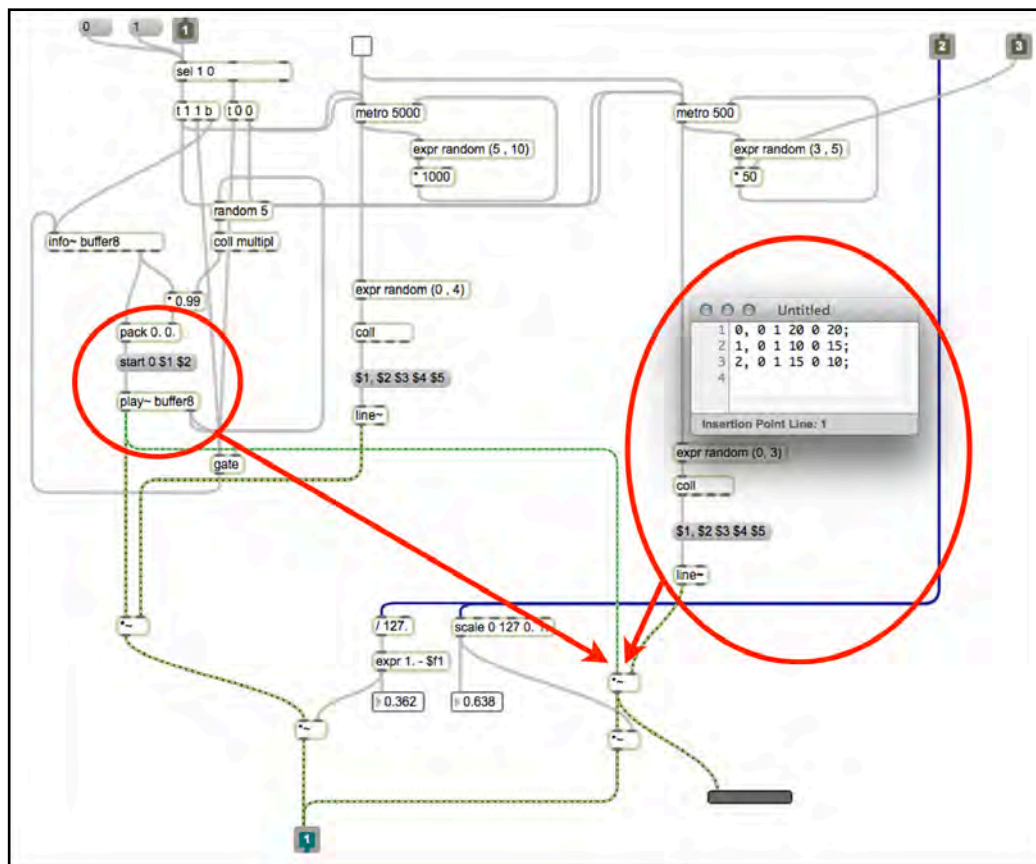 0
1
1
2
3
sel 1 0
t 1 1 b
t 0 0
metro 5000
metro 500
expr random (5 , 10)
expr random (3 , 5)
* 1000
* 50
random 5
info~ buffer8
coll multipl
* 0.99
expr random (0 , 4)
pack 0. 0.
coll
start 0 $1 $2
$1, $2 $3 $4 $5
play~ buffer8
line~
gate
Untitled
1 0, 0 1 20 0 20;
2 1, 0 1 10 0 15;
3 2, 0 1 15 0 10;
4
Insertion Point Line: 1
expr random (0, 3)
coll
$1, $2 $3 $4 $5
line~
*~
/ 127.
scale 0 127 0.
expr 1. - $f1
*~
0.362
0.638
*~
*~
1